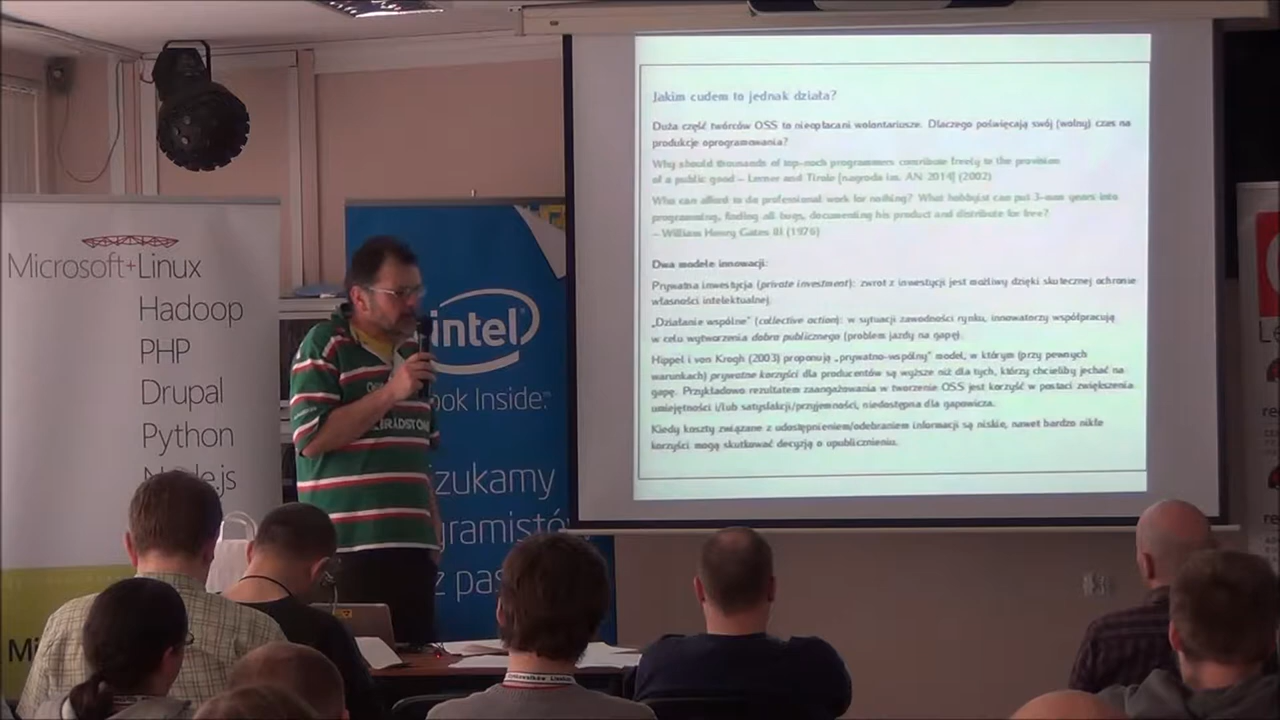 Microsoft+Linux
Hadoop
PHP
Drupal
Python
Node.js
Mi
intel
ook Inside.™
zukamy
gramistó
z pas
BRIDSTO
Jakim cudem to jednak działa?
Duża część twórców OSS to nieopłacani wolontariusze. Dlaczego poświęcają swój (wolny) czas na
produkcję oprogramowania?
Why should thousands of top-noch programmers contribute freely to the provision
of a public good – Lerner and Tirole [nagroda im. AN 2014] (2002)
Who can afford to do professional work for nothing? What hobbyist can put 3-man years into
programming, finding all bugs, documenting his product and distribute for free?
– William Henry Gates III (1976)
Dwa modele innowacji:
Prywatna inwestycja (private investment): zwrot z inwestycji jest możliwy dzięki skutecznej ochronie
własności intelektualnej.
„Działanie wspólne” (collective action): w sytuacji zawodności rynku, innowatorzy współpracują
w celu wytworzenia dobra publicznego (problem jazdy na gapę).
Hippel i von Krogh (2003) proponują „prywatno-wspólny” model, w którym (przy pewnych
warunkach) prywatne korzyści dla producentów są wyższe niż dla tych, którzy chcieliby jechać na
gapę. Przykładowo rezultatem zaangażowania w tworzenie OSS jest korzyść w postaci zwiększenia
umiejętności i/lub satysfakcji/przyjemności, niedostępna dla gapowicza.
Kiedy koszty związane z udostępnieniem/odebraniem informacji są niskie, nawet bardzo nikłe
korzyści mogą skutkować decyzją o upublicznieniu.